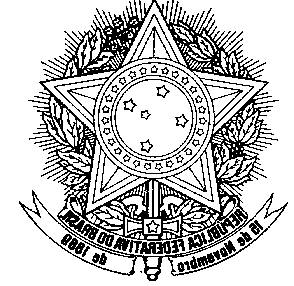 REPÚBLICA FEDERATIVA DO BRASIL
15 de Novembro
de 1889